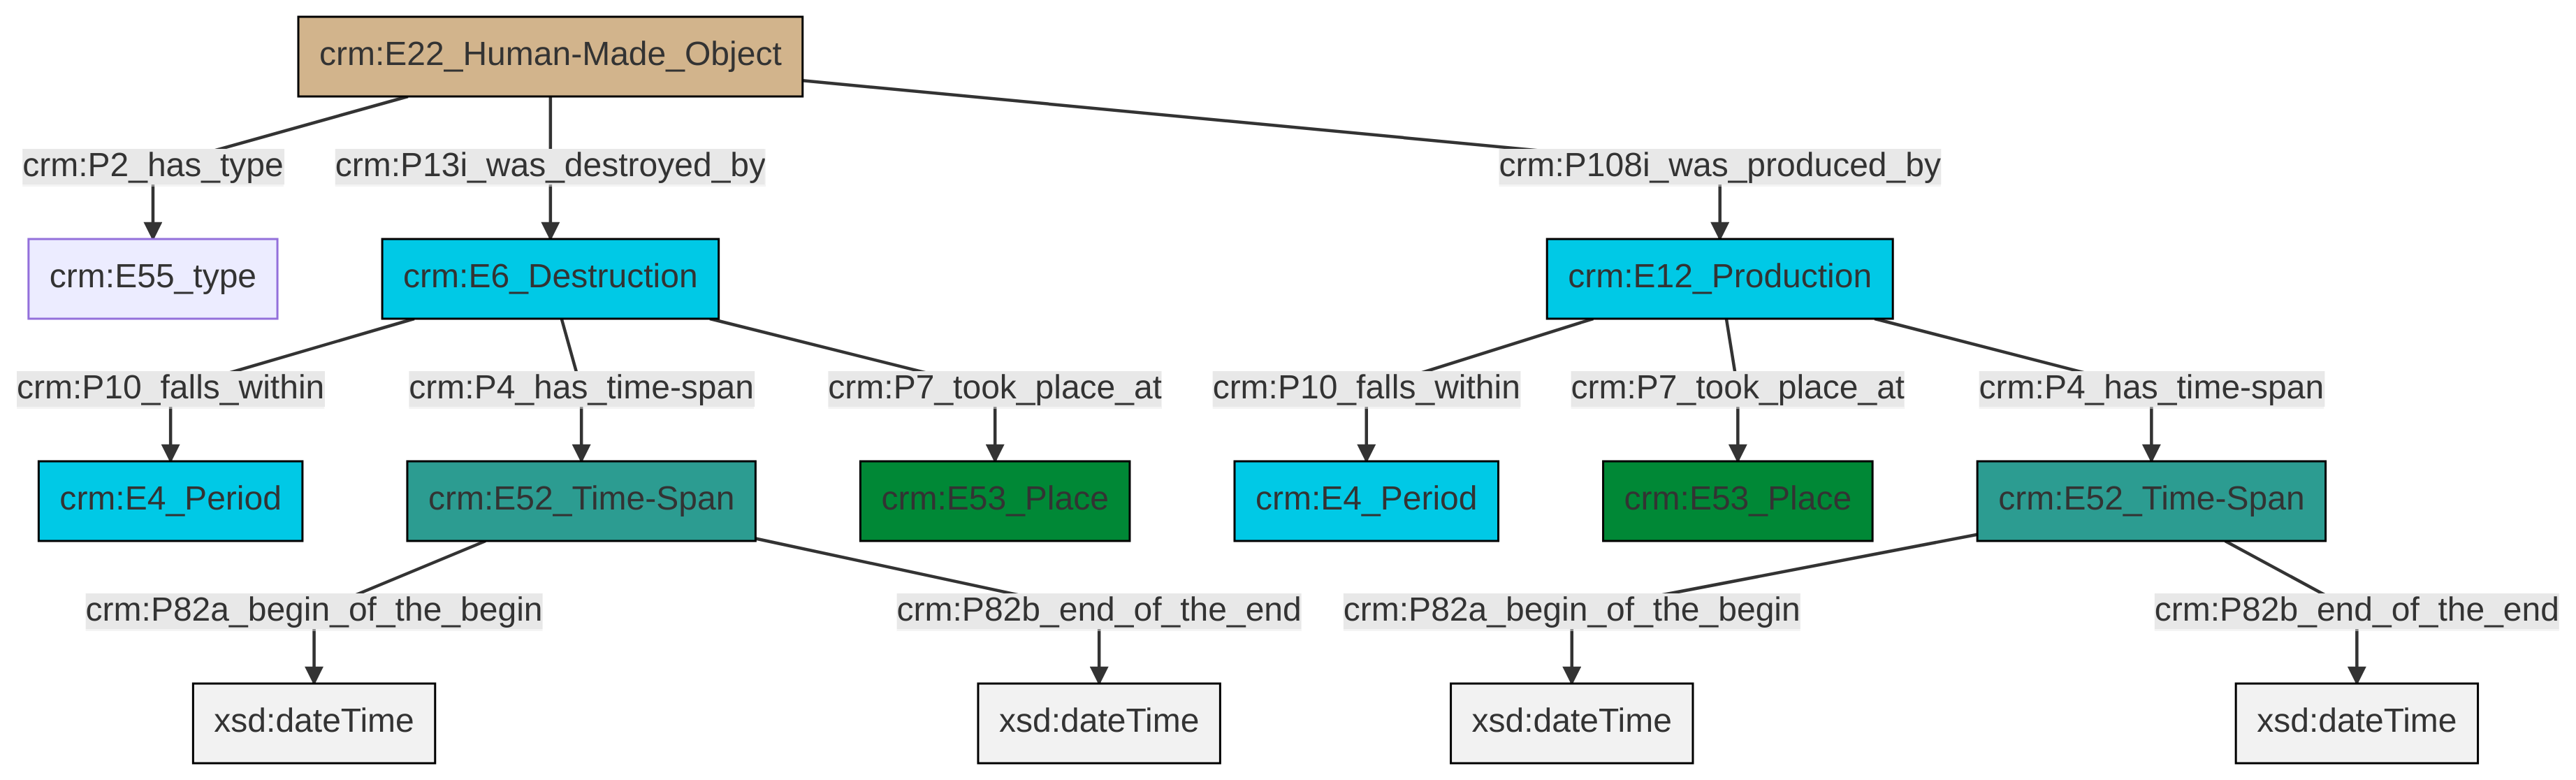 crm:E22_Human-Made_Object
crm:P2_has_type
crm:P13i_was_destroyed_by
crm:P108i_was_produced_by
crm:E55_type
crm:E6_Destruction
crm:E12_Production
crm:P10_falls_within
crm:P4_has_time-span
crm:P7_took_place_at
crm:P10_falls_within
crm:P7_took_place_at
crm:P4_has_time-span
crm:E4_Period
crm:E52_Time-Span
crm:E53_Place
crm:E4_Period
crm:E53_Place
crm:E52_Time-Span
crm:P82a_begin_of_the_begin
crm:P82b_end_of_the_end
crm:P82a_begin_of_the_begin
crm:P82b_end_of_the_end
xsd:dateTime
xsd:dateTime
xsd:dateTime
xsd:dateTime